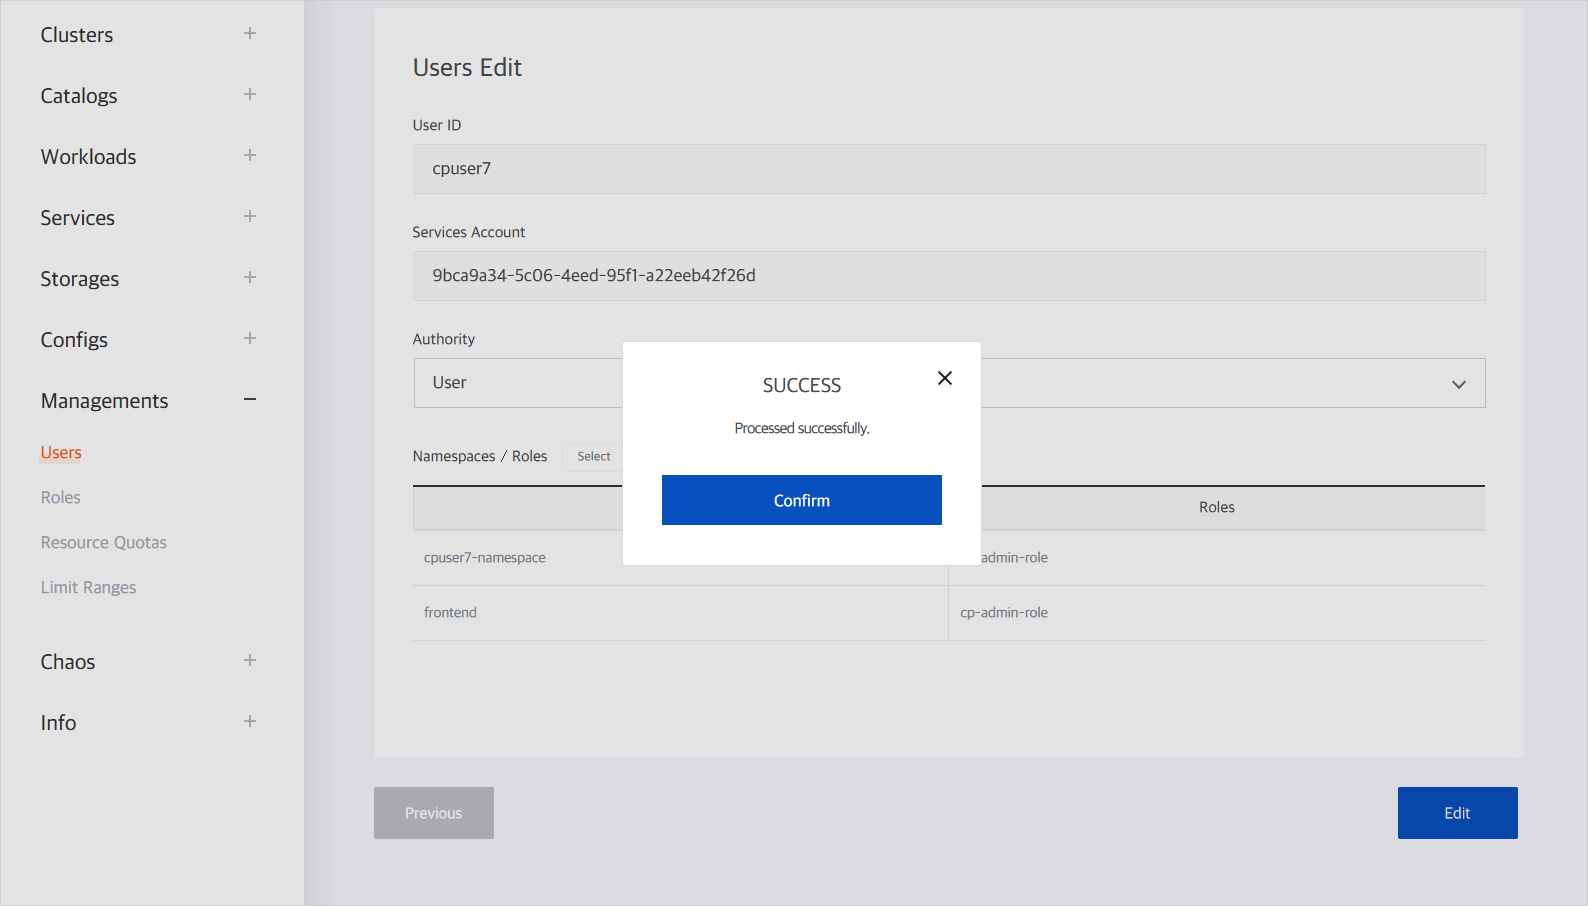 Clusters
Catalogs
Workloads
Services
Storages
Configs
Managements
Users
Roles
Resource Quotas
Limit Ranges
Chaos
Info
Users Edit
User ID
cpuser7
Services Account
9bca9a34-5c06-4eed-95f1-a22eeb42f26d
Authority
User
Namespaces / Roles Select
Roles
cpuser7-namespace admin-role
frontend cp-admin-role
SUCCESS
Processed successfully.
Confirm
Previous
Edit